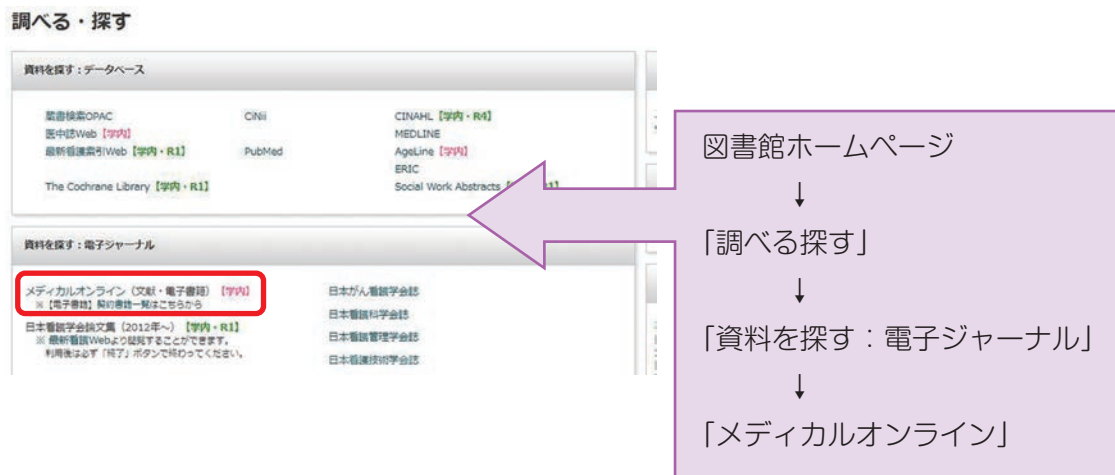 調べる・探す
資料を探す：データベース
蔵書検索OPAC
CiNii
CINAHL【学内・R4】
医中誌Web【学内】
MEDLINE
最新看護索引Web【学内・R1】
PubMed
AgeLine【学内】
ERIC
The Cochrane Library【学内・R1】
Social Work Abstracts
資料を探す：電子ジャーナル
メディカルオンライン（文献・電子書籍）【学内】
※【電子書籍】契約書籍一覧はこちらから
日本看護学会論文集（2012年～）【学内・R1】
※ 最新看護Webより閲覧することができます。
利用後は必ず「終了」ボタンで終わってください。
日本がん看護学会誌
日本看護科学会誌
日本看護管理学会誌
日本看護技術学会誌
図書館ホームページ
↓
「調べる探す」
↓
「資料を探す：電子ジャーナル」
↓
「メディカルオンライン」